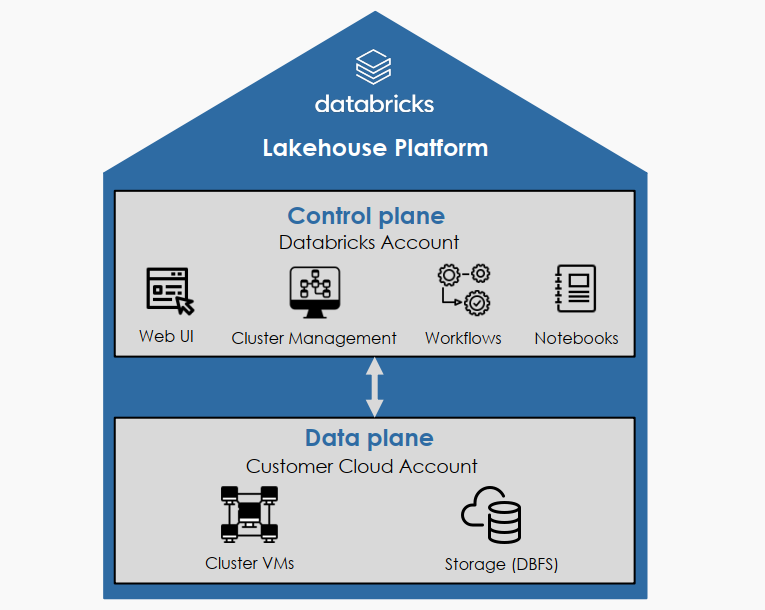 databricks
Lakehouse Platform
Control plane
Databricks Account
Web UI
Cluster Management
Workflows
Notebooks
Data plane
Customer Cloud Account
Cluster VMs
Storage (DBFS)